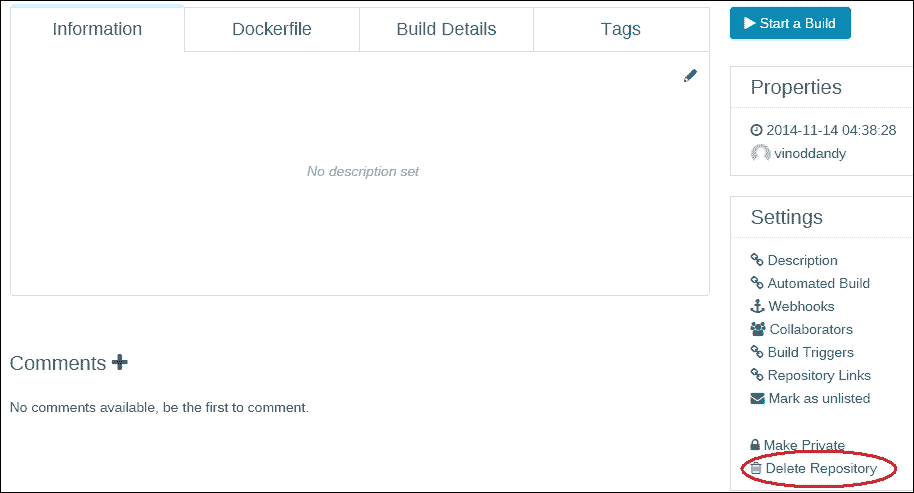 Information
Dockerfile
Build Details
Tags
No description set
Comments
No comments available, be the first to comment.
Start a Build
Properties
2014-11-14 04:38:28
vinoddandy
Settings
Description
Automated Build
Webhooks
Collaborators
Build Triggers
Repository Links
Mark as unlisted
Make Private
Delete Repository